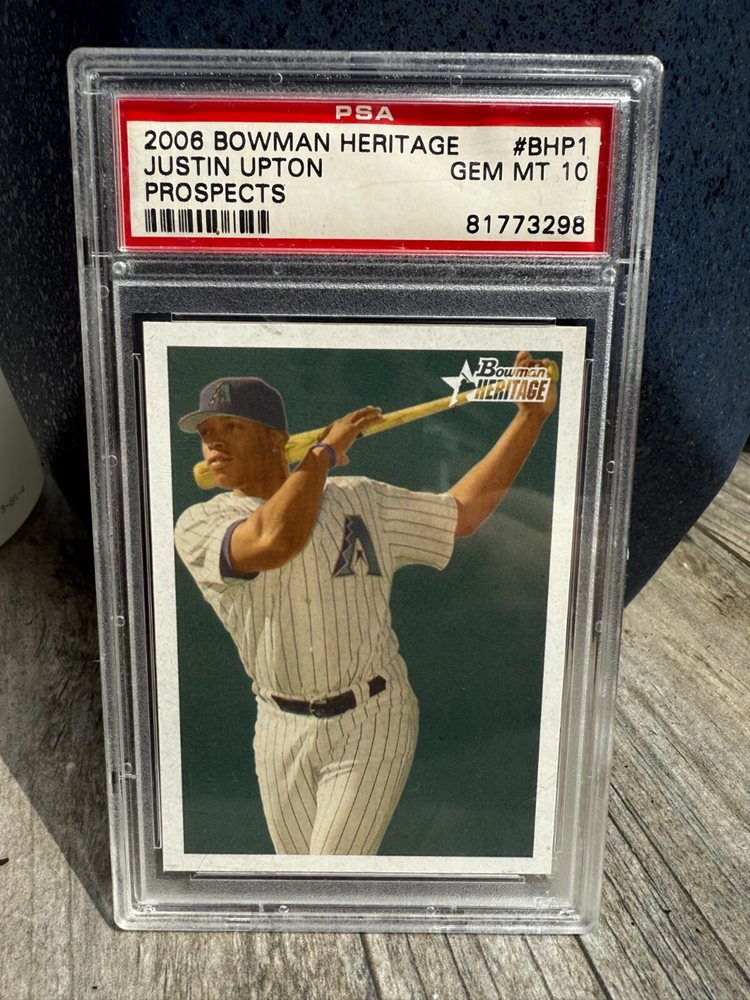 PSA
2006 BOWMAN HERITAGE #BHP1
JUSTIN UPTON GEM MT 10
PROSPECTS
81773298
Bowman
HERITAGE
A
A